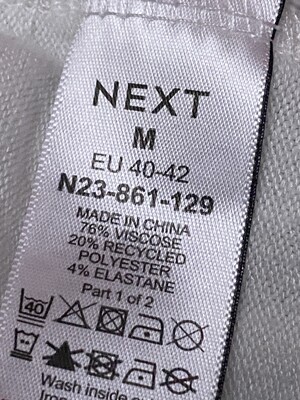 NEXT
M
EU 40-42
N23-861-129
MADE IN CHINA
76% VISCOSE
20% RECYCLED
POLYESTER
4% ELASTANE
Part 1 of 2
40
Wash inside